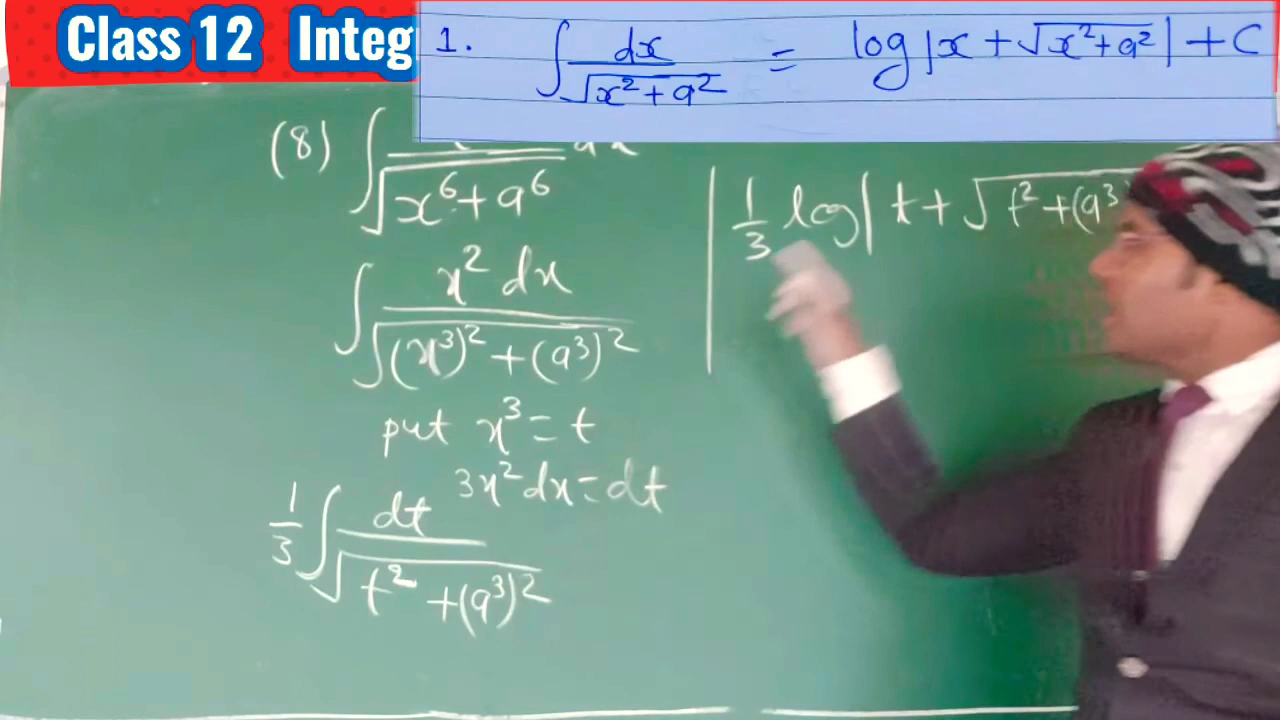 Class 12 Integ
1. ∫ dx / √x² + a² = log |x + √x² + a²| + C
(8) ∫ / √x⁶ + a⁶ dx
∫ x² dx / √(x³)² + (a³)²
put x³ = t
3x² dx = dt
1/3 ∫ dt / √t² + (a³)²
1/3 log | t + √t² + (a³)